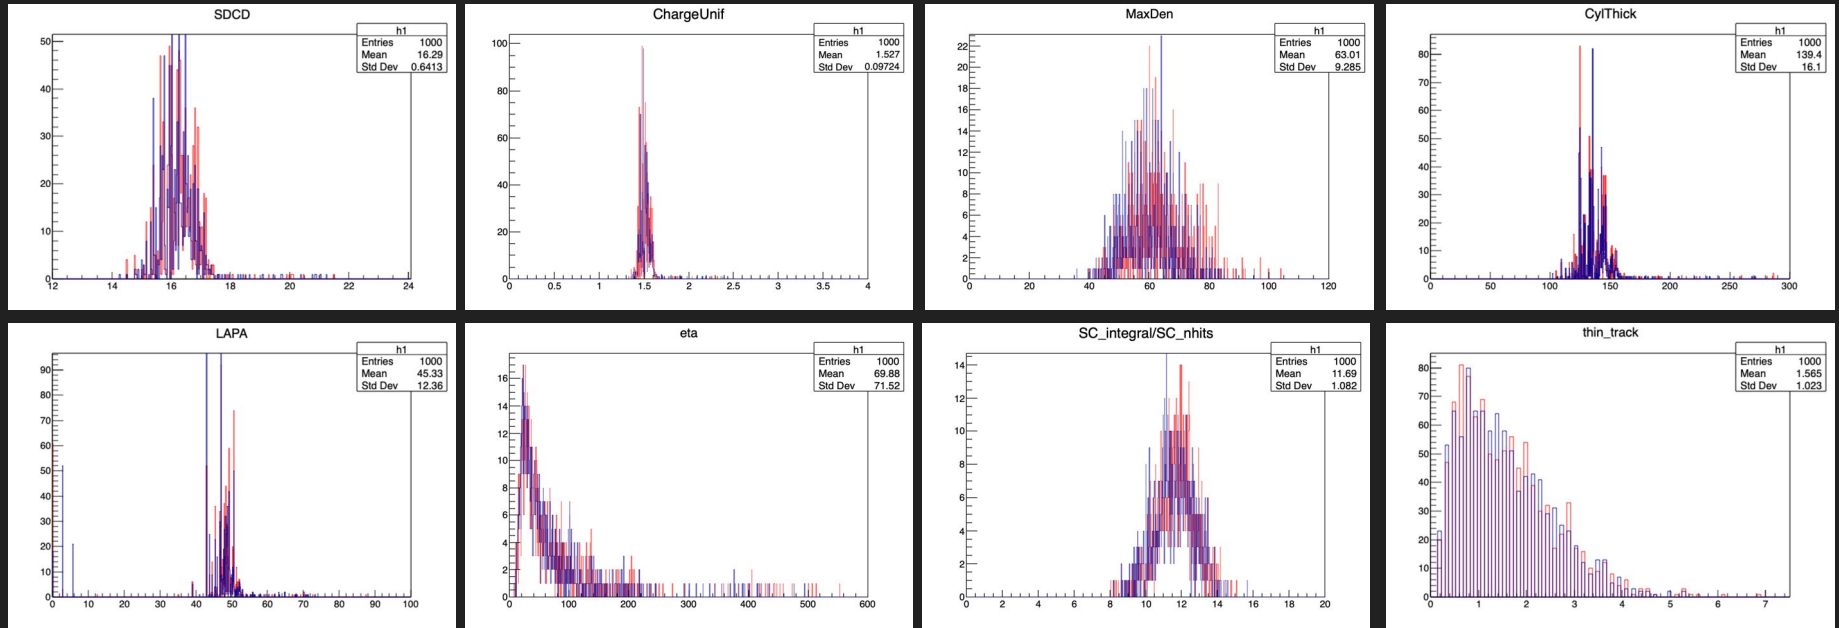 SDCD
h1
Entries 1000
Mean 16.29
Std Dev 0.6413
50
40
30
20
10
0
12 14 16 18 20 22 24
ChargeUnif
h1
Entries 1000
Mean 1.527
Std Dev 0.09724
100
80
60
40
20
0
0 0.5 1 1.5 2 2.5 3 3.5 4
MaxDen
h1
Entries 1000
Mean 63.01
Std Dev 9.285
22
20
18
16
14
12
10
8
6
4
2
0
0 20 40 60 80 100 120
CylThick
h1
Entries 1000
Mean 139.4
Std Dev 16.1
80
70
60
50
40
30
20
10
0
0 50 100 150 200 250 300
LAPA
h1
Entries 1000
Mean 45.33
Std Dev 12.36
90
80
70
60
50
40
30
20
10
0
0 10 20 30 40 50 60 70 80 90 100
eta
h1
Entries 1000
Mean 69.88
Std Dev 71.52
16
14
12
10
8
6
4
2
0
0 100 200 300 400 500 600
SC_integral/SC_nhits
h1
Entries 1000
Mean 11.69
Std Dev 1.082
14
12
10
8
6
4
2
0
0 2 4 6 8 10 12 14 16 18 20
thin_track
h1
Entries 1000
Mean 1.565
Std Dev 1.023
80
70
60
50
40
30
20
10
0
0 1 2 3 4 5 6 7